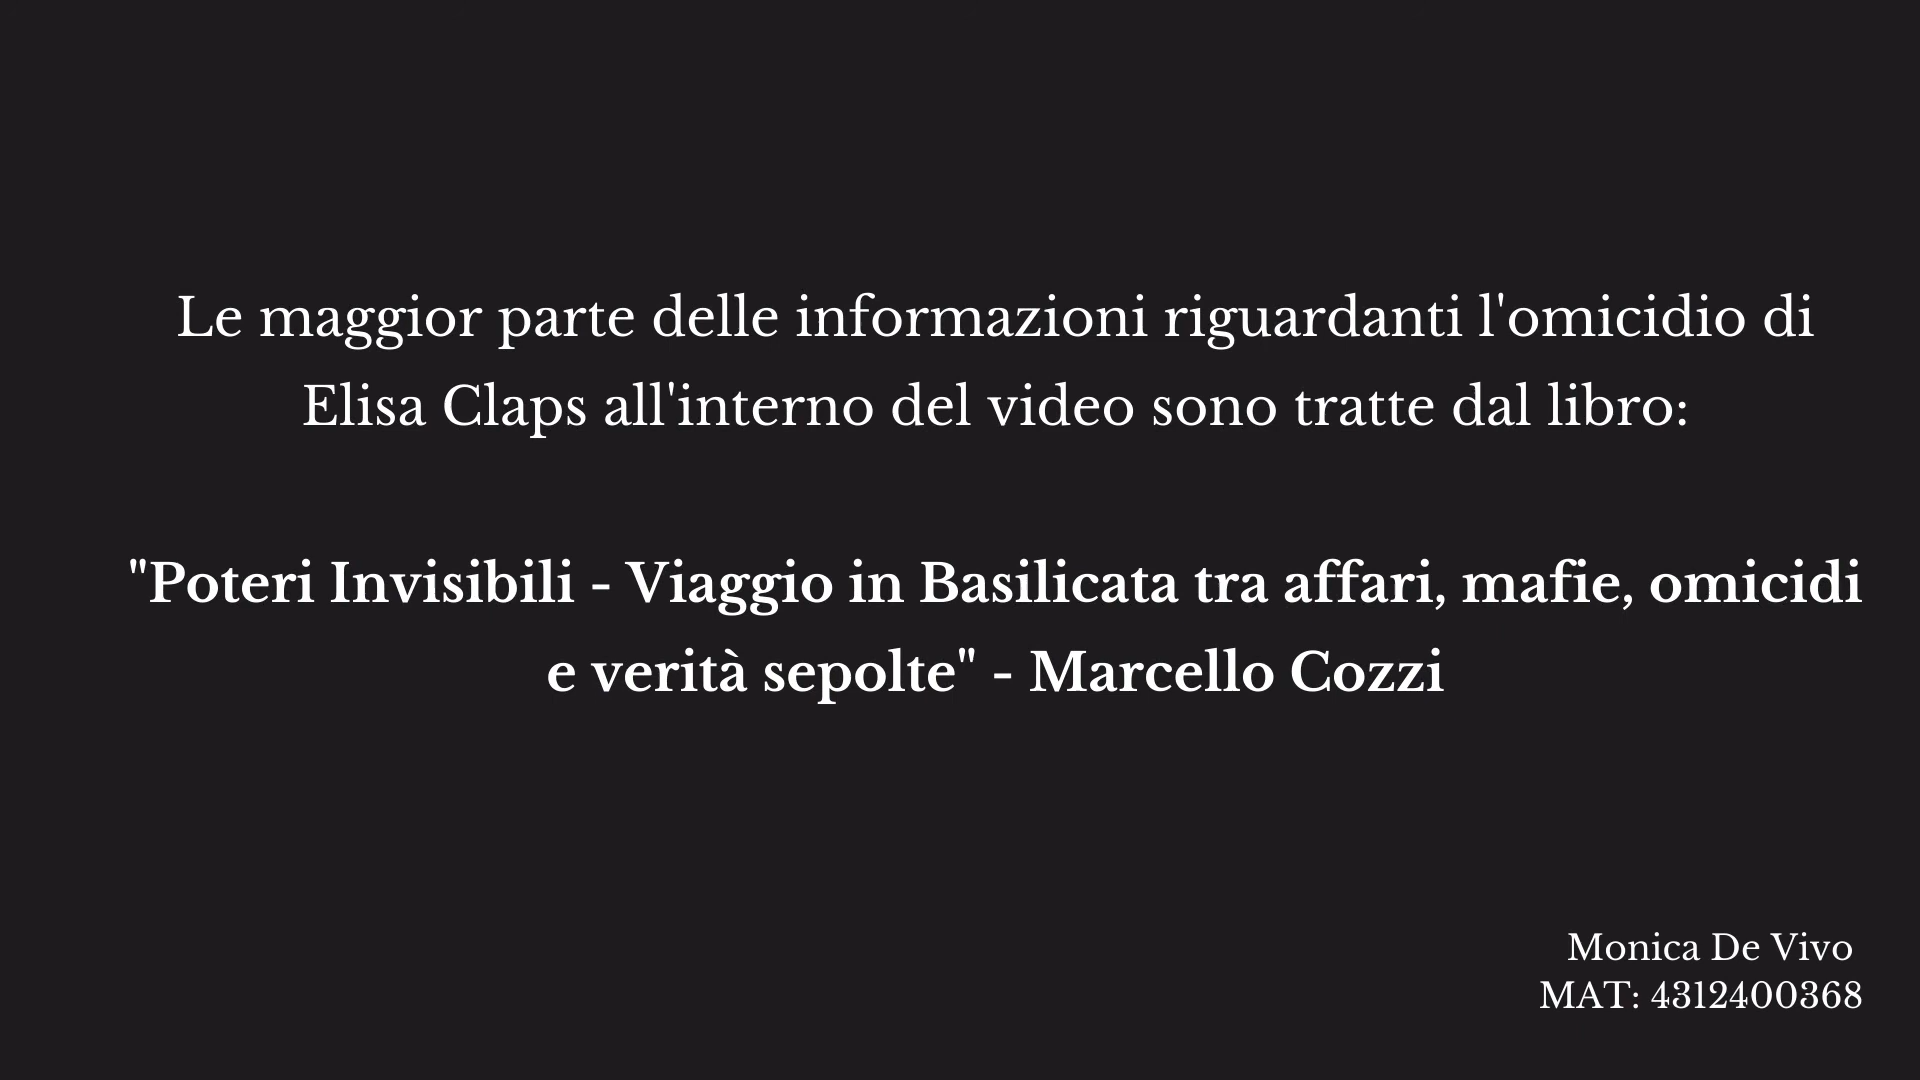 Le maggior parte delle informazioni riguardanti l'omicidio di
Elisa Claps all'interno del video sono tratte dal libro:
"Poteri Invisibili - Viaggio in Basilicata tra affari, mafie, omicidi
e verità sepolte" - Marcello Cozzi
Monica De Vivo
MAT: 4312400368